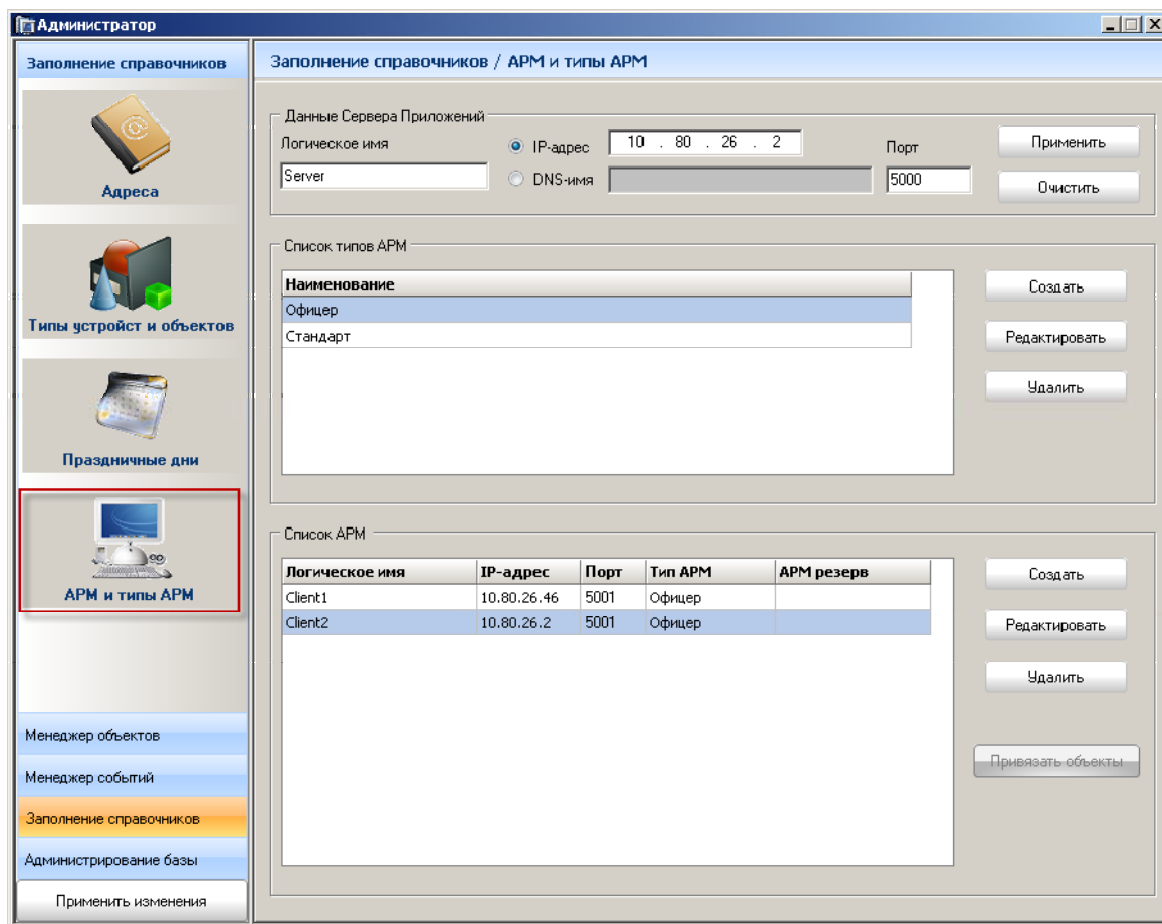 Администратор
Заполнение справочников
Адреса
Типы устройст и объектов
Праздничные дни
АРМ и типы АРМ
Менеджер объектов
Менеджер событий
Заполнение справочников
Администрирование базы
Применить изменения
Заполнение справочников / АРМ и типы АРМ
Данные Сервера Приложений
Логическое имя
Server
IP-адрес 10 . 80 . 26 . 2
DNS-имя
Порт
5000
Применить
Очистить
Список типов АРМ
Наименование
Офицер
Стандарт
Создать
Редактировать
Удалить
Список АРМ
Логическое имя IP-адрес Порт Тип АРМ АРМ резерв
Client1 10.80.26.46 5001 Офицер
Client2 10.80.26.2 5001 Офицер
Создать
Редактировать
Удалить
Привязать объекты